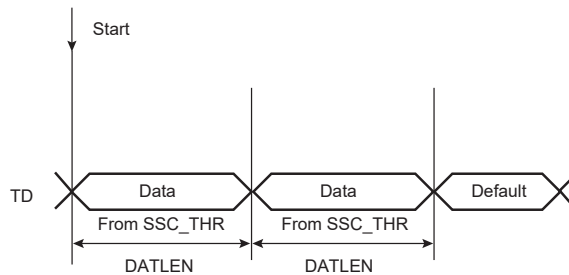 Start
TD
Data
Data
Default
From SSC_THR
From SSC_THR
DATLEN
DATLEN